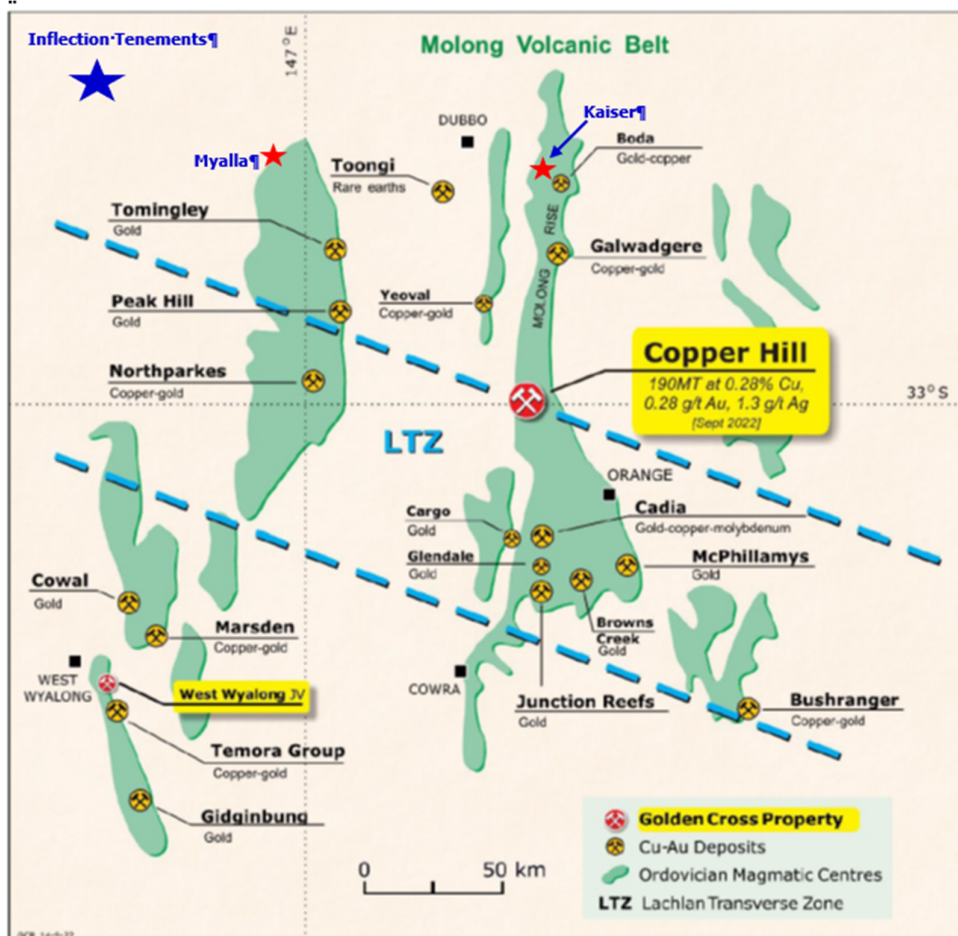 Inflection·Tenements¶
147°E
Molong Volcanic Belt
DUBBO
Kaiser¶
Boda
Gold-copper
Myalla¶
Toongi
Rare earths
Tomingley
Gold
RISE
MOLONG
Galwadgere
Copper-gold
Peak Hill
Gold
Yeoval
Copper-gold
Northparkes
Copper-gold
Copper Hill
190MT at 0.28% Cu,
0.28 g/t Au, 1.3 g/t Ag
[Sept 2022]
33°S
LTZ
ORANGE
Cargo
Gold
Cadia
Gold-copper-molybdenum
Glendale
Gold
McPhillamys
Gold
Cowal
Gold
Marsden
Copper-gold
Browns
Creek
Gold
WEST
WYALONG
West Wyalong JV
COWRA
Junction Reefs
Gold
Bushranger
Copper-gold
Temora Group
Copper-gold
Gidginbung
Gold
0 50 km
Golden Cross Property
Cu-Au Deposits
Ordovician Magmatic Centres
LTZ Lachlan Transverse Zone